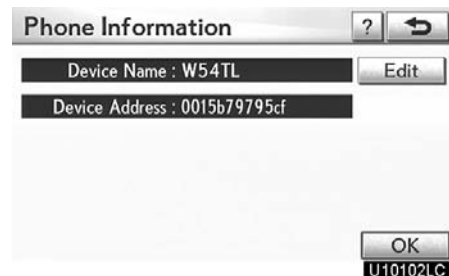 Phone Information ?
Device Name : W54TL Edit
Device Address : 0015b79795cf
OK
U10102LC